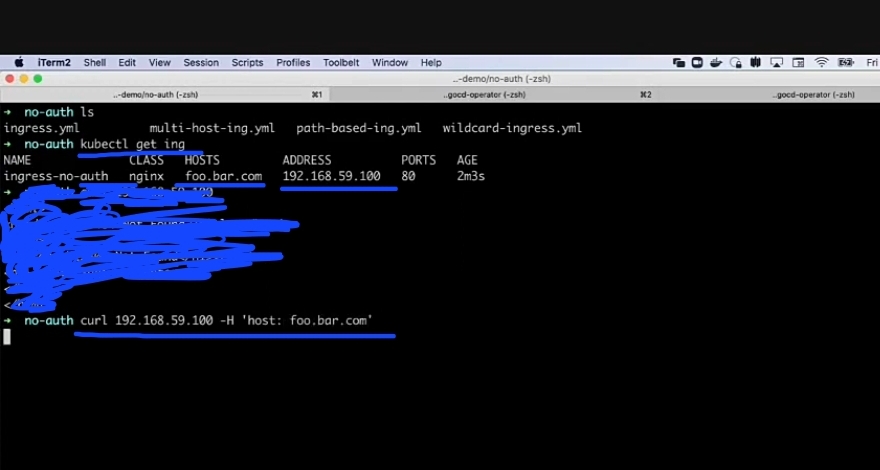 iTerm2 Shell Edit View Session Scripts Profiles Toolbelt Window Help Fri
..-demo/no-auth (-zsh)
..-demo/no-auth (-zsh) ⌘1 ..gocd-operator (-zsh) ⌘2 ..gocd-operator (-zsh)
➜ no-auth ls
ingress.yml multi-host-ing.yml path-based-ing.yml wildcard-ingress.yml
➜ no-auth kubectl get ing
NAME CLASS HOSTS ADDRESS PORTS AGE
ingress-no-auth nginx foo.bar.com 192.168.59.100 80 2m3s
➜ no-auth curl 192.168.59.100 -H 'host: foo.bar.com'